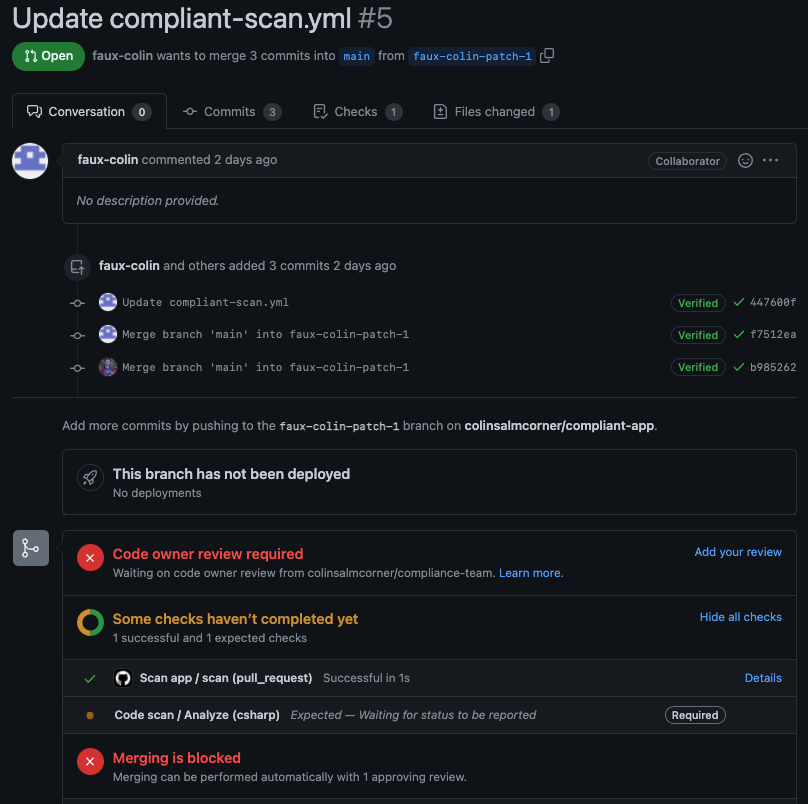 Update compliant-scan.yml #5
Open faux-colin wants to merge 3 commits into main from faux-colin-patch-1
Conversation 0 Commits 3 Checks 1 Files changed 1
faux-colin commented 2 days ago Collaborator
No description provided.
faux-colin and others added 3 commits 2 days ago
Update compliant-scan.yml Verified 447600f
Merge branch 'main' into faux-colin-patch-1 Verified f7512ea
Merge branch 'main' into faux-colin-patch-1 Verified b985262
Add more commits by pushing to the faux-colin-patch-1 branch on colinsalmcorner/compliant-app.
This branch has not been deployed
No deployments
Code owner review required Add your review
Waiting on code owner review from colinsalmcorner/compliance-team. Learn more.
Some checks haven't completed yet Hide all checks
1 successful and 1 expected checks
Scan app / scan (pull_request) Successful in 1s Details
Code scan / Analyze (csharp) Expected — Waiting for status to be reported Required
Merging is blocked
Merging can be performed automatically with 1 approving review.